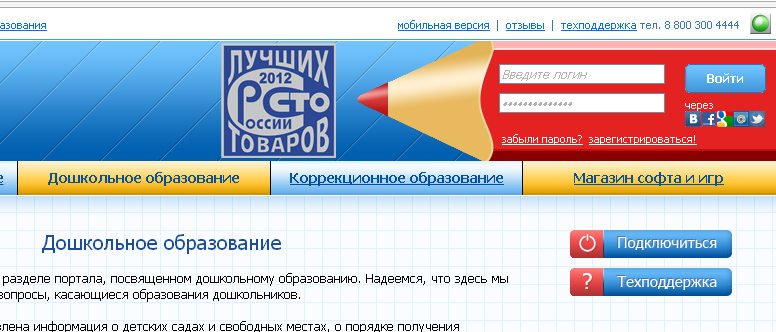 разования
мобильная версия | отзывы | техподдержка тел. 8 800 300 4444
ЛУЧШИХ
2012
СТО
РОССИИ
ТОВАРОВ
Введите логин
Войти
через
забыли пароль? зарегистрироваться!
е Дошкольное образование Коррекционное образование Магазин софта и игр
Дошкольное образование
Подключиться
разделе портала, посвященном дошкольному образованию. Надеемся, что здесь мы
вопросы, касающиеся образования дошкольников.
? Техподдержка
влена информация о детских садах и свободных местах, о порядке получения